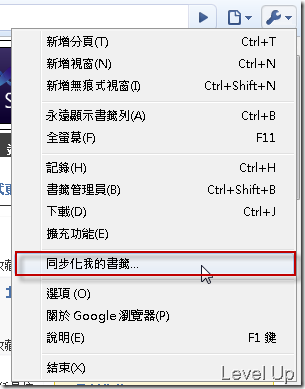 新增分頁(T) Ctrl+T
新增視窗(N) Ctrl+N
新增無痕式視窗(I) Ctrl+Shift+N
永遠顯示書籤列(A) Ctrl+B
全螢幕(F) F11
記錄(H) Ctrl+H
書籤管理員(B) Ctrl+Shift+B
下載(D) Ctrl+J
擴充功能(E)
同步化我的書籤...
選項 (O)
關於 Google 瀏覽器(P)
說明(E) F1 鍵
結束(X)
Level Up